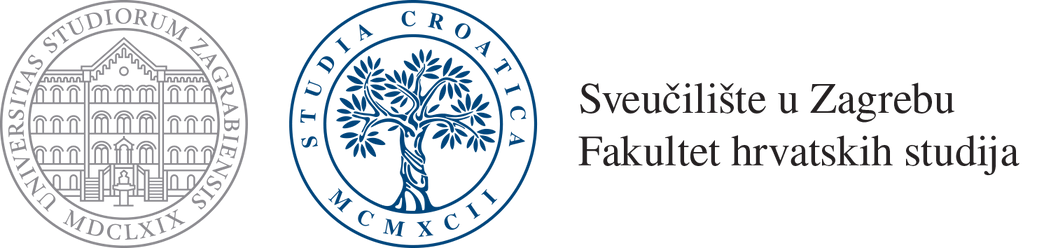 UNIVERSITAS STUDIORUM ZAGRABIENSIS
MDCLXIX
STUDIA CROATICA
MCMXCII
Sveučilište u Zagrebu
Fakultet hrvatskih studija